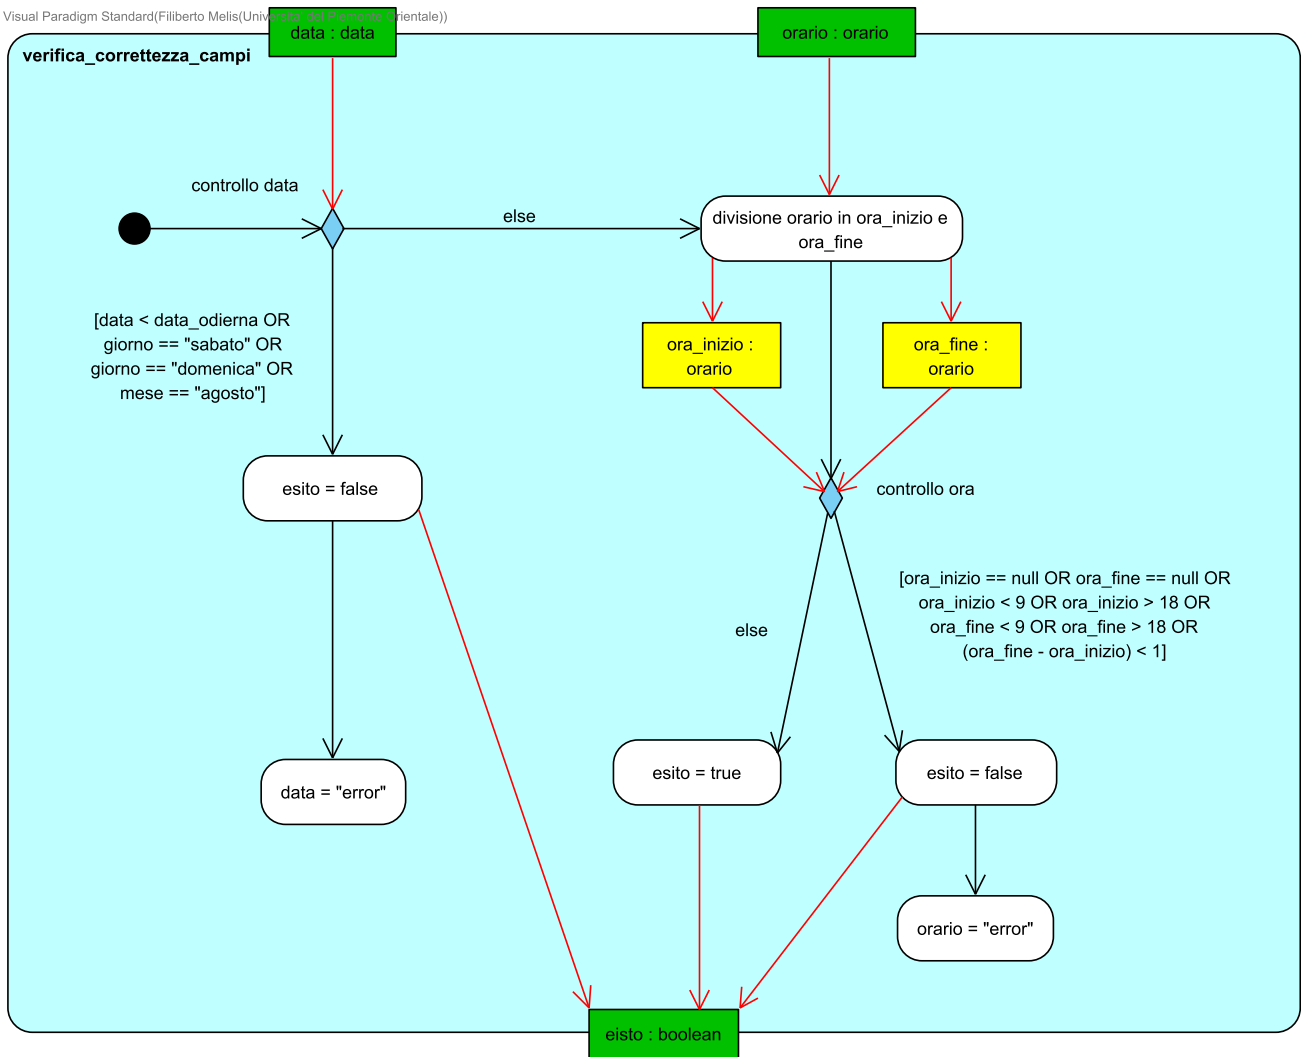 Visual Paradigm Standard(Filiberto Melis(Università del Piemonte Orientale))
data : data
orario : orario
verifica_correttezza_campi
controllo data
else
divisione orario in ora_inizio e
ora_fine
[data < data_odierna OR
giorno == "sabato" OR
giorno == "domenica" OR
mese == "agosto"]
ora_inizio :
orario
ora_fine :
orario
esito = false
controllo ora
[ora_inizio == null OR ora_fine == null OR
ora_inizio < 9 OR ora_inizio > 18 OR
ora_fine < 9 OR ora_fine > 18 OR
(ora_fine - ora_inizio) < 1]
else
esito = true
esito = false
data = "error"
orario = "error"
eisto : boolean